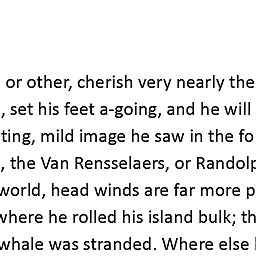 or other, cherish very nearly the
, set his feet a-going, and he will
ting, mild image he saw in the fo
, the Van Rensselaers, or Randolp
world, head winds are far more p
where he rolled his island bulk; th
whale was stranded. Where else